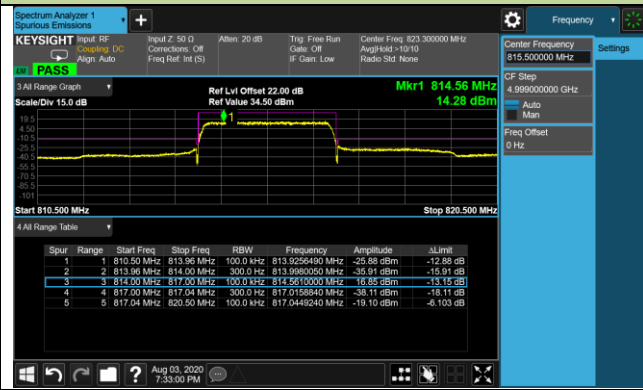 Spectrum Analyzer 1
Spurious Emissions
+
Frequency
KEYSIGHT Input: RF
Coupling: DC
Align: Auto
Input Z: 50 Ω
Corrections: Off
Freq Ref: Int (S)
Atten: 20 dB
Trig: Free Run
Gate: Off
IF Gain: Low
Center Freq: 823.300000 MHz
Avg|Hold:>10/10
Radio Std: None
LM PASS
Center Frequency
815.500000 MHz
Settings
CF Step
4.999000000 GHz
Auto
Man
Freq Offset
0 Hz
3 All Range Graph
Scale/Div 15.0 dB
Ref Lvl Offset 22.00 dB
Ref Value 34.50 dBm
Mkr1 814.56 MHz
14.28 dBm
1
19.5
4.50
-10.5
-25.5
-40.5
-55.5
-70.5
-85.5
-101
Start 810.500 MHz
Stop 820.500 MHz
4 All Range Table
Spur Range Start Freq Stop Freq RBW Frequency Amplitude ΔLimit
1 1 810.50 MHz 813.96 MHz 100.0 kHz 813.9256490 MHz -25.88 dBm -12.88 dB
2 2 813.96 MHz 814.00 MHz 300.0 Hz 813.9980050 MHz -35.91 dBm -15.91 dB
3 3 814.00 MHz 817.00 MHz 100.0 kHz 814.5610000 MHz 16.85 dBm -13.15 dB
4 4 817.00 MHz 817.04 MHz 300.0 Hz 817.0158840 MHz -38.11 dBm -18.11 dB
5 5 817.04 MHz 820.50 MHz 100.0 kHz 817.0449240 MHz -19.10 dBm -6.103 dB
?
Aug 03, 2020
7:33:00 PM